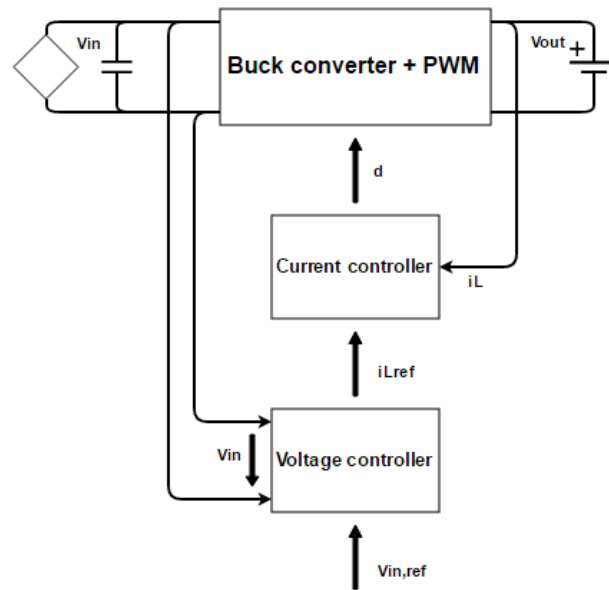 Vin
Buck converter + PWM
Vout
+
d
Current controller
iL
iLref
Vin
Voltage controller
Vin,ref